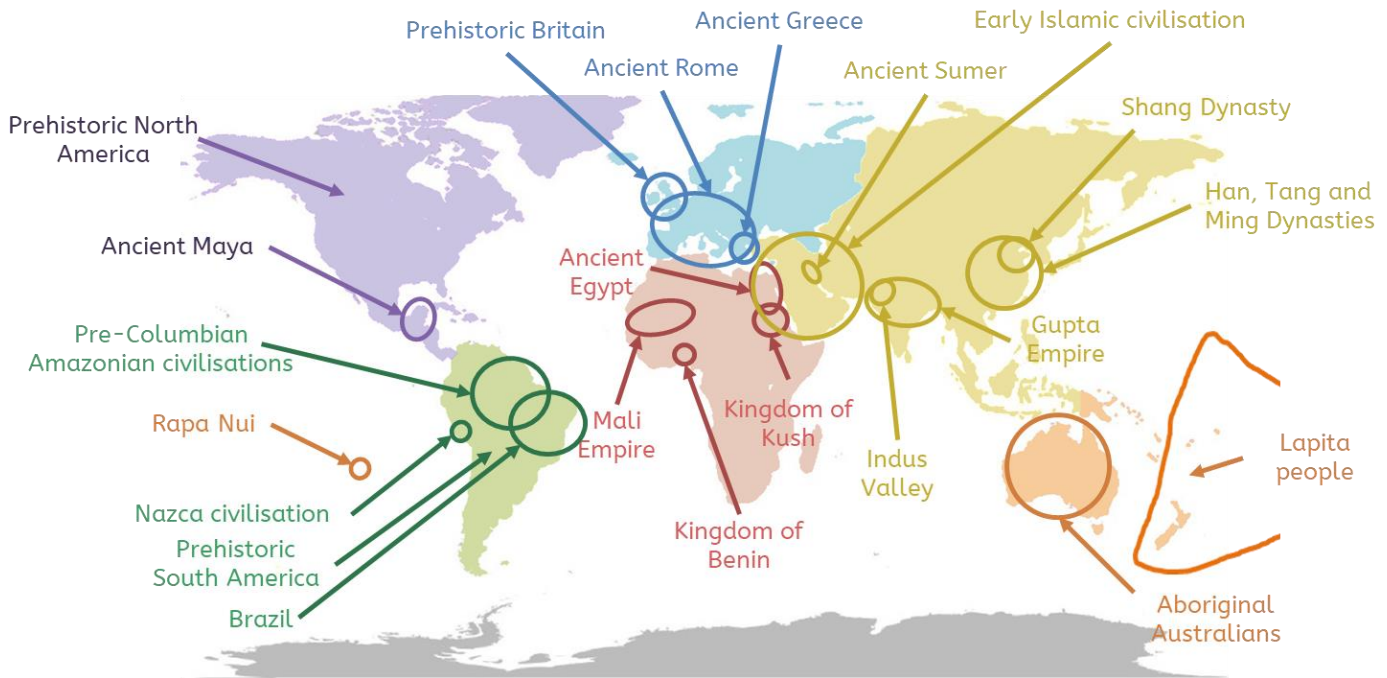 Prehistoric Britain
Ancient Greece
Early Islamic civilisation
Ancient Rome
Ancient Sumer
Shang Dynasty
Prehistoric North
America
Han, Tang and
Ming Dynasties
Ancient Maya
Ancient
Egypt
Pre-Columbian
Amazonian civilisations
Gupta
Empire
Rapa Nui
Mali
Empire
Kingdom of
Kush
Indus
Valley
Lapita
people
Nazca civilisation
Kingdom of
Benin
Prehistoric
South America
Brazil
Aboriginal
Australians